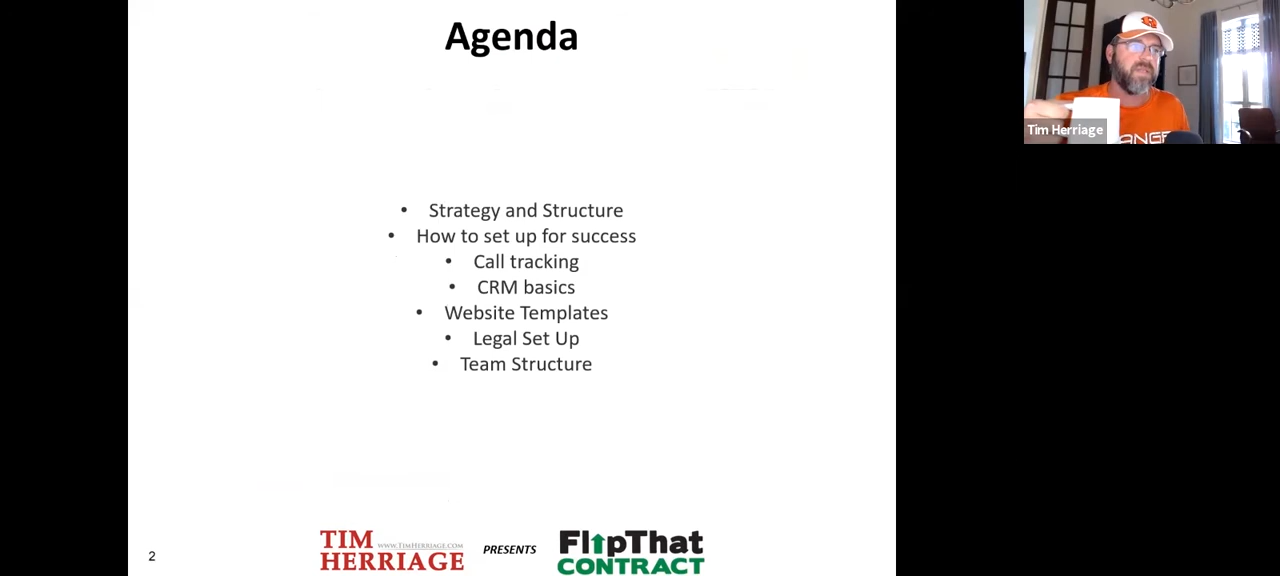 Agenda
• Strategy and Structure
• How to set up for success
• Call tracking
• CRM basics
• Website Templates
• Legal Set Up
• Team Structure
2
TIM
WWW.TIMHERRIAGE.COM
HERRIAGE
PRESENTS
FlipThat
CONTRACT
Tim Herriage